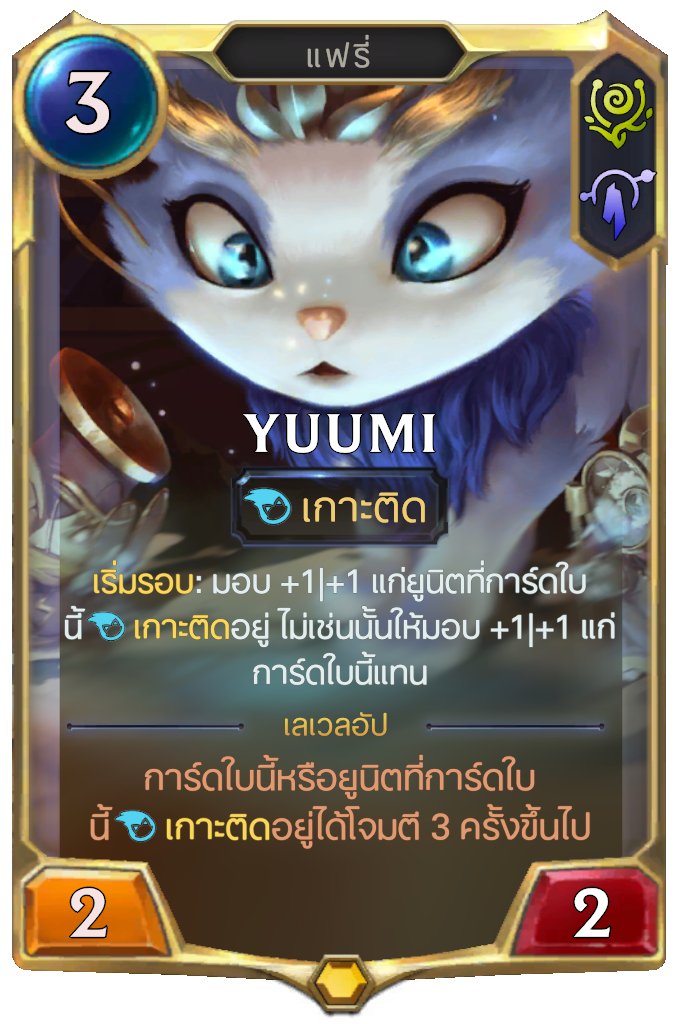 แฟรี่
3
YUUMI
เกาะติด
เริ่มรอบ: มอบ +1|+1 แก่ยูนิตที่การ์ดใบ
นี้ เกาะติดอยู่ ไม่เช่นนั้นให้มอบ +1|+1 แก่
การ์ดใบนี้แทน
เลเวลอัป
การ์ดใบนี้หรือยูนิตที่การ์ดใบ
นี้ เกาะติดอยู่ได้โจมตี 3 ครั้งขึ้นไป
2
2